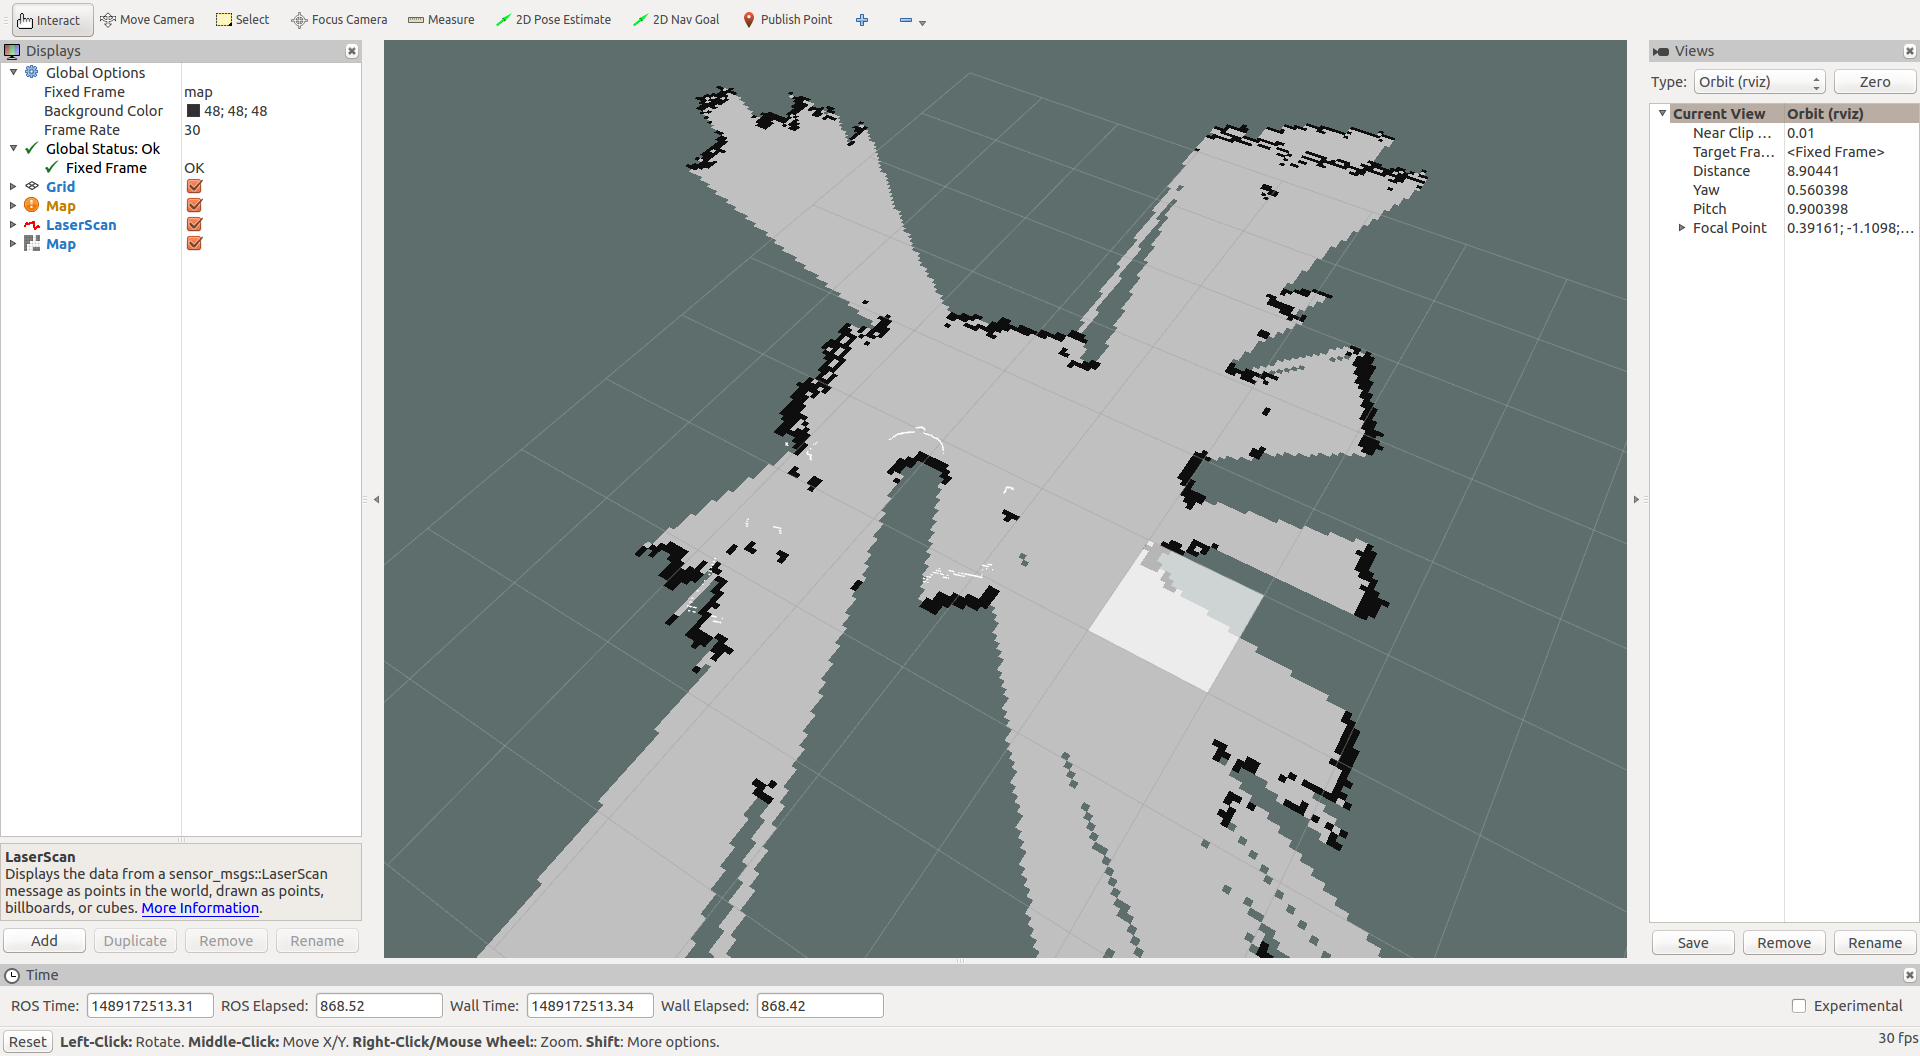 Interact Move Camera Select Focus Camera Measure 2D Pose Estimate 2D Nav Goal Publish Point
Displays
Global Options
Fixed Frame map
Background Color 48; 48; 48
Frame Rate 30
Global Status: Ok
Fixed Frame OK
Grid
Map
LaserScan
Map
LaserScan
Displays the data from a sensor_msgs::LaserScan
message as points in the world, drawn as points,
billboards, or cubes. More Information.
Add Duplicate Remove Rename
Views
Type: Orbit (rviz) Zero
Current View Orbit (rviz)
Near Clip ... 0.01
Target Fra... <Fixed Frame>
Distance 8.90441
Yaw 0.560398
Pitch 0.900398
Focal Point 0.39161; -1.1098;...
Save Remove Rename
Time
ROS Time: 1489172513.31 ROS Elapsed: 868.52 Wall Time: 1489172513.34 Wall Elapsed: 868.42 Experimental
Reset Left-Click: Rotate. Middle-Click: Move X/Y. Right-Click/Mouse Wheel:: Zoom. Shift: More options. 30 fps